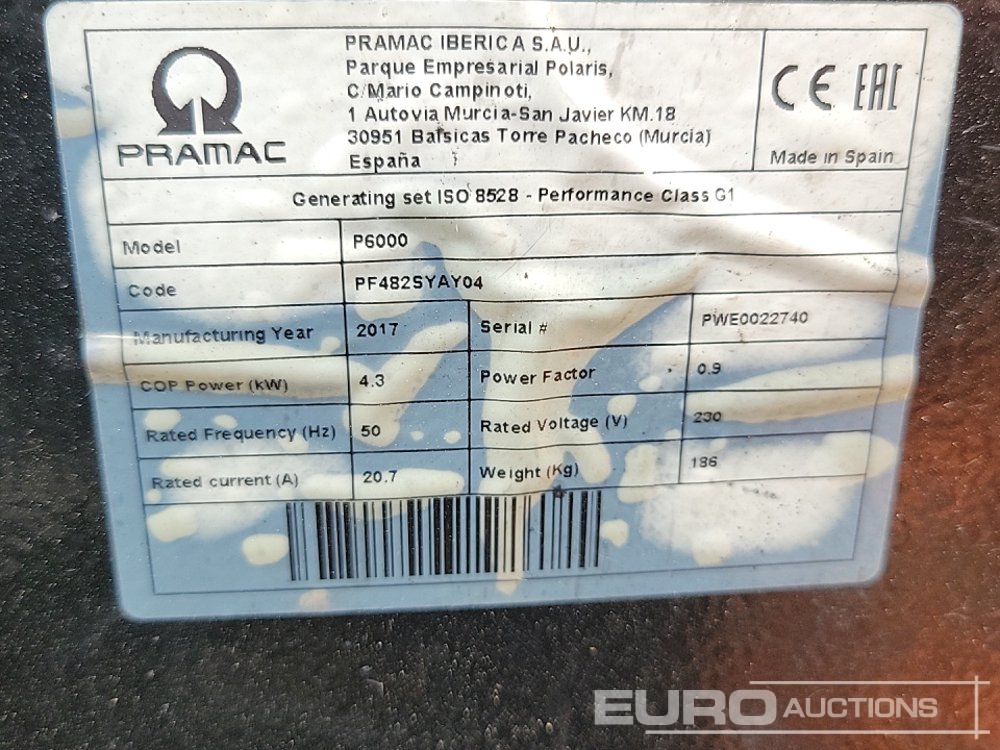 PRAMAC
PRAMAC IBERICA S.A.U.,
Parque Empresarial Polaris,
C/Mario Campinoti,
1 Autovia Murcia-San Javier KM.18
30951 Balsicas Torre Pacheco (Murcia)
España
CE EAC
Made in Spain
Generating set ISO 8528 - Performance Class G1
Model P6000
Code PF482SYAY04
Manufacturing Year 2017 Serial # PWE0022740
COP Power (kW) 4.3 Power Factor 0.9
Rated Frequency (Hz) 50 Rated Voltage (V) 230
Rated current (A) 20.7 Weight (Kg) 186
EURO AUCTIONS